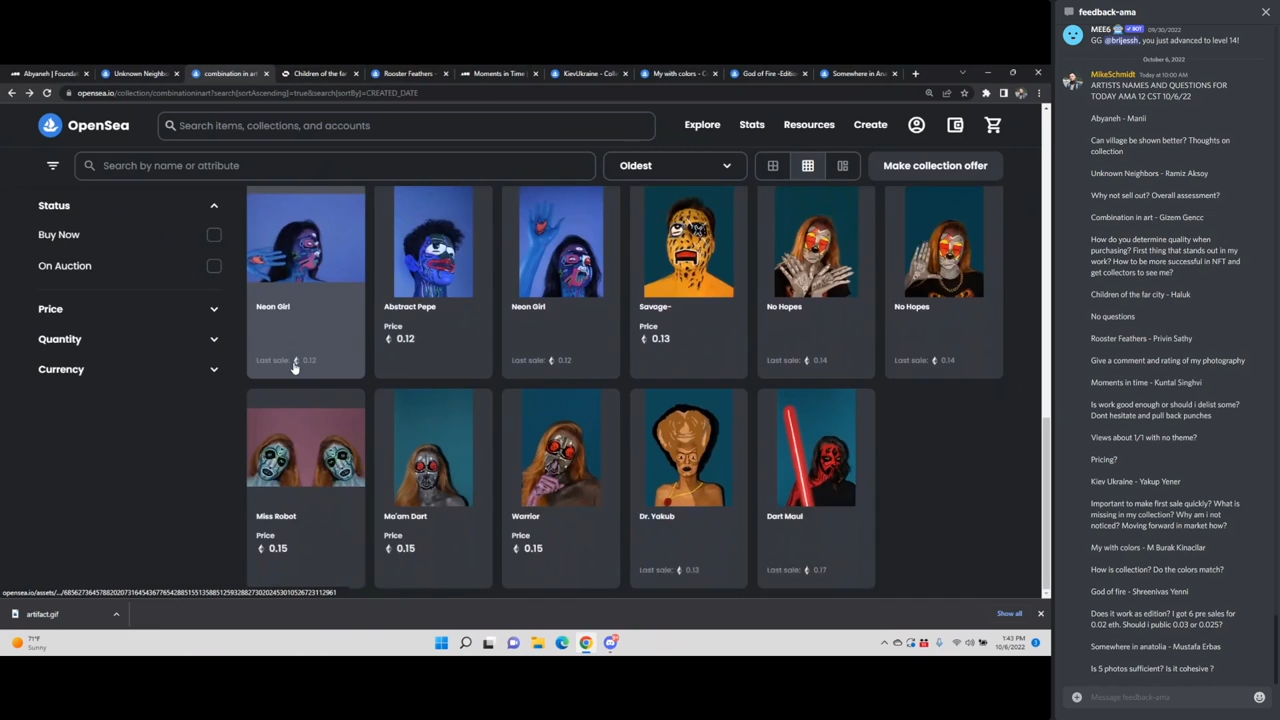 Abyaneh | Foundat
Unknown Neighbo
combination in art
Children of the far
Rooster Feathers -
Moments in Time |
KievUkraine - Colle
My with colors - C
God of Fire -Edition
Somewhere in Ana
opensea.io/collection/combinationinart?search[sortAscending]=true&search[sortBy]=CREATED_DATE
OpenSea
Search items, collections, and accounts
Explore
Stats
Resources
Create
Search by name or attribute
Oldest
Make collection offer
Status
Buy Now
On Auction
Price
Quantity
Currency
Neon Girl
Last sale: 0.12
Abstract Pepe
Price
0.12
Neon Girl
Last sale: 0.12
Savage-
Price
0.13
No Hopes
Last sale: 0.14
No Hopes
Last sale: 0.14
Miss Robot
Price
0.15
Ma'am Dart
Price
0.15
Warrior
Price
0.15
Dr. Yakub
Last sale: 0.13
Dart Maul
Last sale: 0.17
artifact.gif
Show all
71°F
Sunny
1:43 PM
10/6/2022
feedback-ama
MEE6 BOT 09/30/2022
GG @brijessh, you just advanced to level 14!
October 6, 2022
MikeSchmidt Today at 10:00 AM
ARTISTS NAMES AND QUESTIONS FOR
TODAY AMA 12 CST 10/6/22
Abyaneh - Manii
Can village be shown better? Thoughts on
collection
Unknown Neighbors - Ramiz Aksoy
Why not sell out? Overall assessment?
Combination in art - Gizem Gencc
How do you determine quality when
purchasing? First thing that stands out in my
work? How to be more successful in NFT and
get collectors to see me?
Children of the far city - Haluk
No questions
Rooster Feathers - Privin Sathy
Give a comment and rating of my photography
Moments in time - Kuntal Singhvi
Is work good enough or should i delist some?
Dont hesitate and pull back punches
Views about 1/1 with no theme?
Pricing?
Kiev Ukraine - Yakup Yener
Important to make first sale quickly? What is
missing in my collection? Why am i not
noticed? Moving forward in market how?
My with colors - M Burak Kinacilar
How is collection? Do the colors match?
God of fire - Shreenivas Yenni
Does it work as edition? I got 6 pre sales for
0.02 eth. Should i public 0.03 or 0.025?
Somewhere in anatolia - Mustafa Erbas
Is 5 photos sufficient? Is it cohesive ?
Message feedback-ama